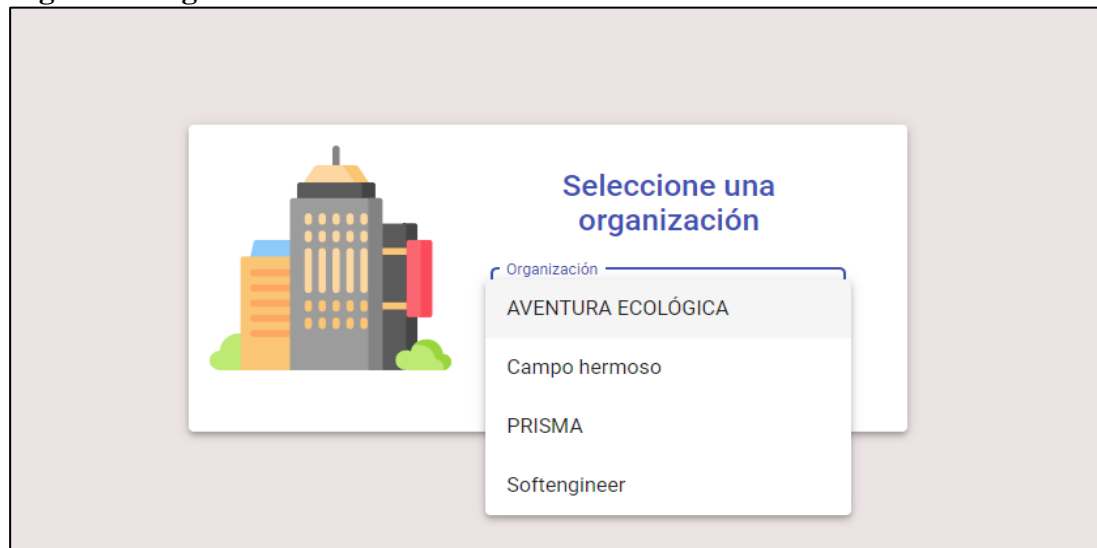 Seleccione una
organización
Organización
AVENTURA ECOLÓGICA
Campo hermoso
PRISMA
Softengineer